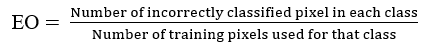 EO = Number of incorrectly classified pixel in each class
Number of training pixels used for that class